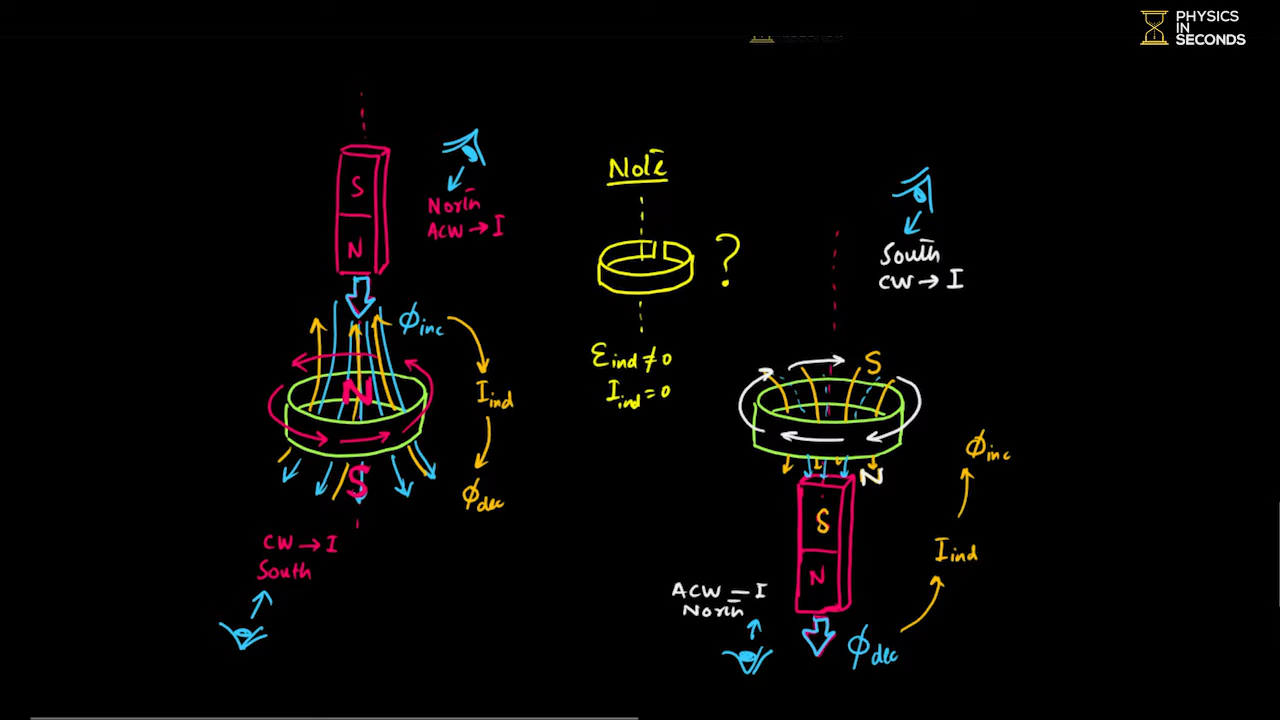 PHYSICS
IN
SECONDS
S
N
North
ACW → I
ϕinc
Iind
ϕdec
N
S
CW → I
South
Note
?
Ɛind ≠ 0
Iind = 0
South
CW → I
S
N
S
N
ACW – I
North
ϕdec
Iind
ϕinc